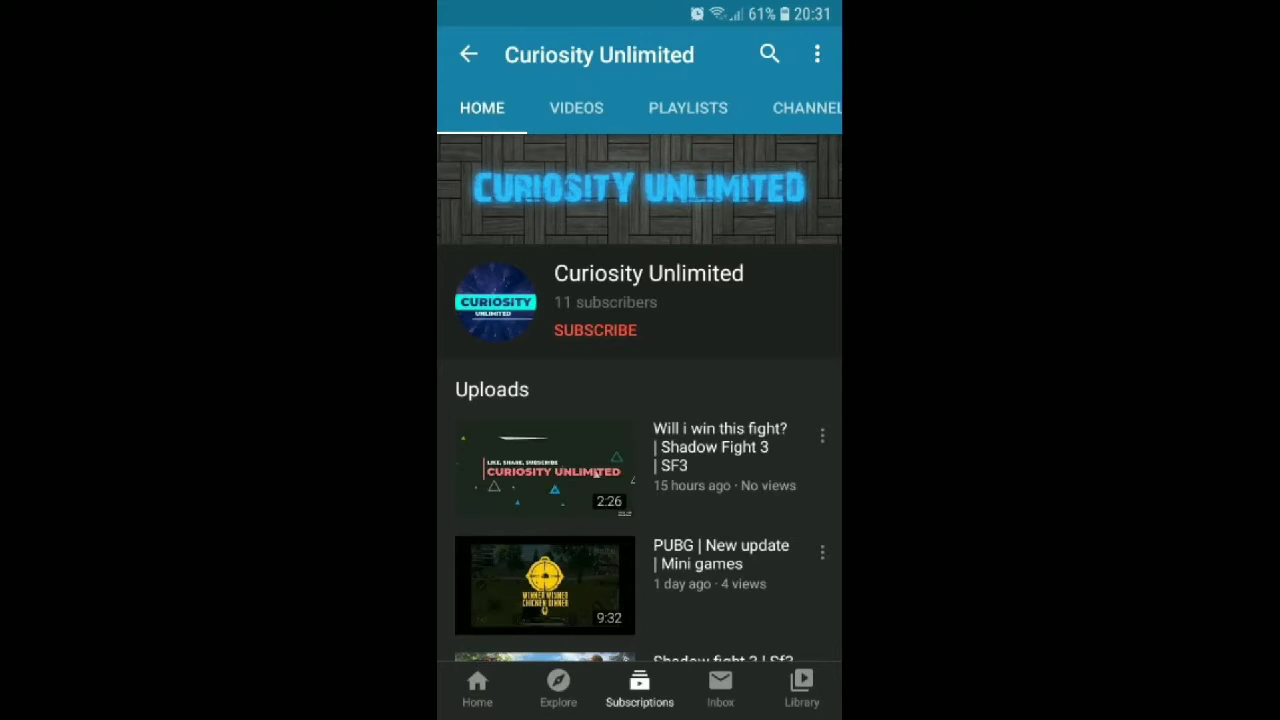 61% 20:31
Curiosity Unlimited
HOME VIDEOS PLAYLISTS CHANNEL
CURIOSITY UNLIMITED
Curiosity Unlimited
11 subscribers
SUBSCRIBE
CURIOSITY
UNLIMITED
Uploads
LIKE, SHARE, SUBSCRIBE
CURIOSITY UNLIMITED
2:26
Will i win this fight?
| Shadow Fight 3
| SF3
15 hours ago · No views
WINNER WINNER
CHICKEN DINNER
9:32
PUBG | New update
| Mini games
1 day ago · 4 views
Home Explore Subscriptions Inbox Library